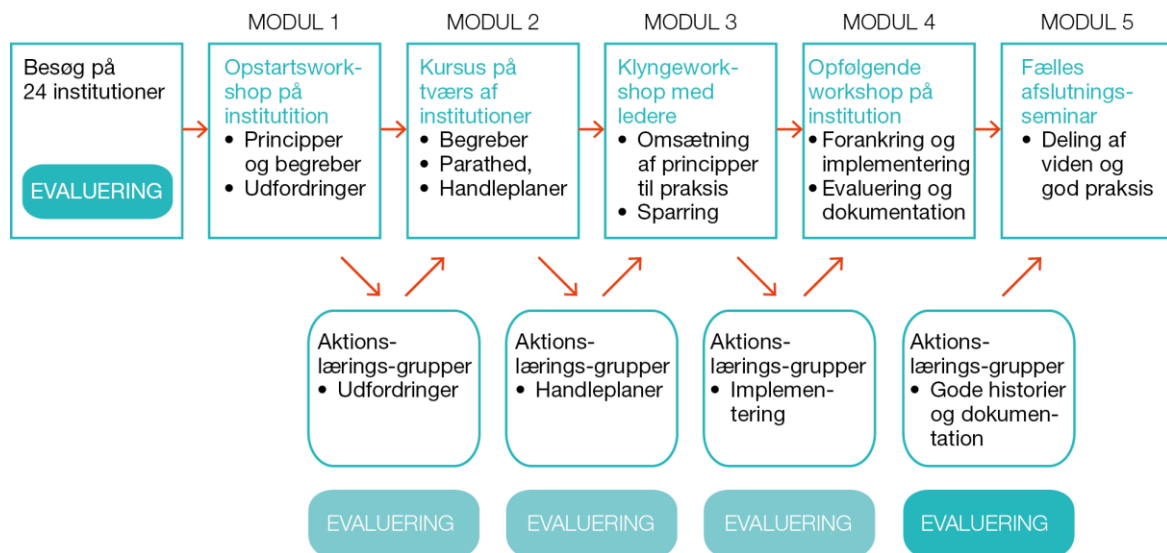 MODUL 1
MODUL 2
MODUL 3
MODUL 4
MODUL 5
Besøg på
24 institutioner
EVALUERING
Opstartswork-
shop på
institutition
• Principper
og begreber
• Udfordringer
Kursus på
tværs af
institutioner
• Begreber
• Parathed,
• Handleplaner
Klyngework-
shop med
ledere
• Omsætning
af principper
til praksis
• Sparring
Opfølgende
workshop på
institution
• Forankring og
implementering
• Evaluering og
dokumentation
Fælles
afslutnings-
seminar
• Deling af
viden og
god praksis
Aktions-
lærings-grupper
• Udfordringer
Aktions-
lærings-grupper
• Handleplaner
Aktions-
lærings-grupper
• Implemen-
tering
Aktions-
lærings-grupper
• Gode historier
og dokumen-
tation
EVALUERING
EVALUERING
EVALUERING
EVALUERING